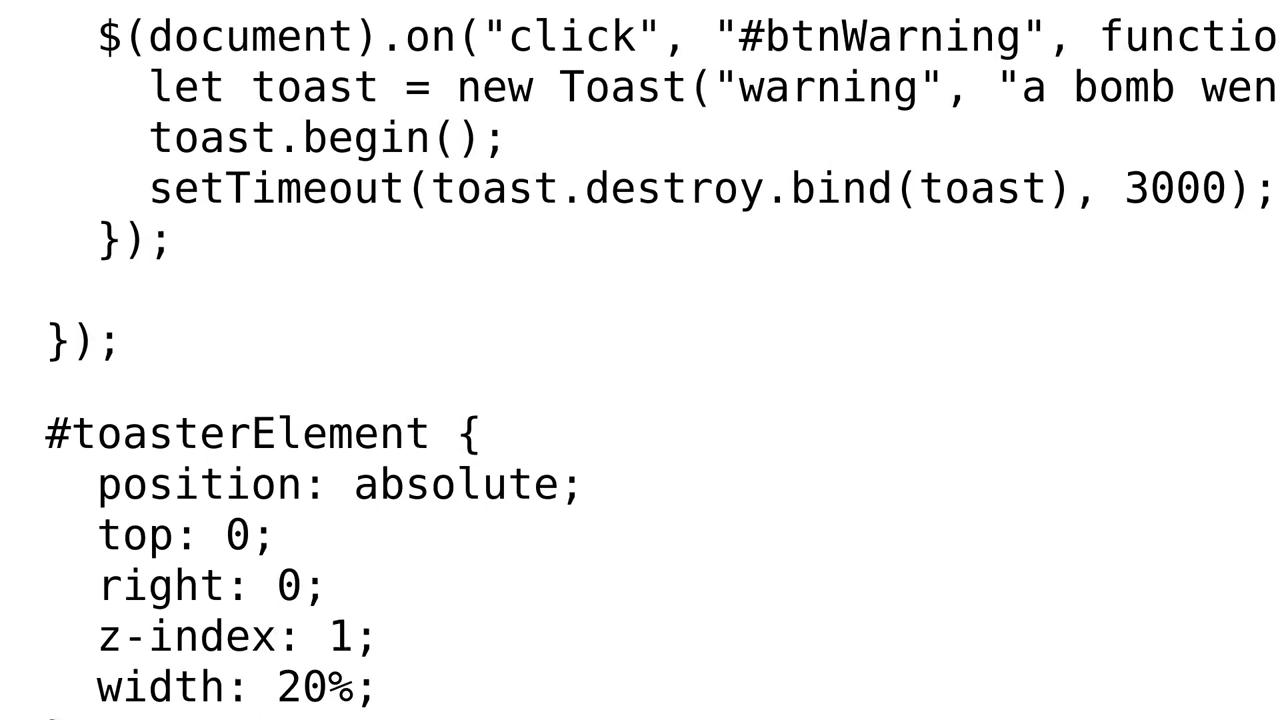 $(document).on("click", "#btnWarning", functio
let toast = new Toast("warning", "a bomb wen
toast.begin();
setTimeout(toast.destroy.bind(toast), 3000);
});
});
#toasterElement {
position: absolute;
top: 0;
right: 0;
z-index: 1;
width: 20%;